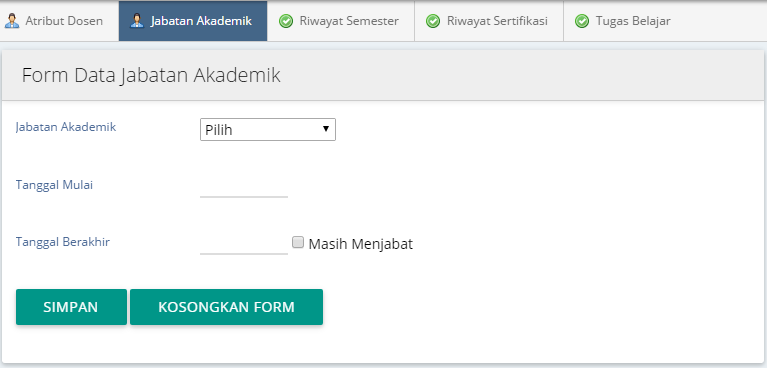 Atribut Dosen Jabatan Akademik Riwayat Semester Riwayat Sertifikasi Tugas Belajar
Form Data Jabatan Akademik
Jabatan Akademik Pilih
Tanggal Mulai
Tanggal Berakhir Masih Menjabat
SIMPAN KOSONGKAN FORM